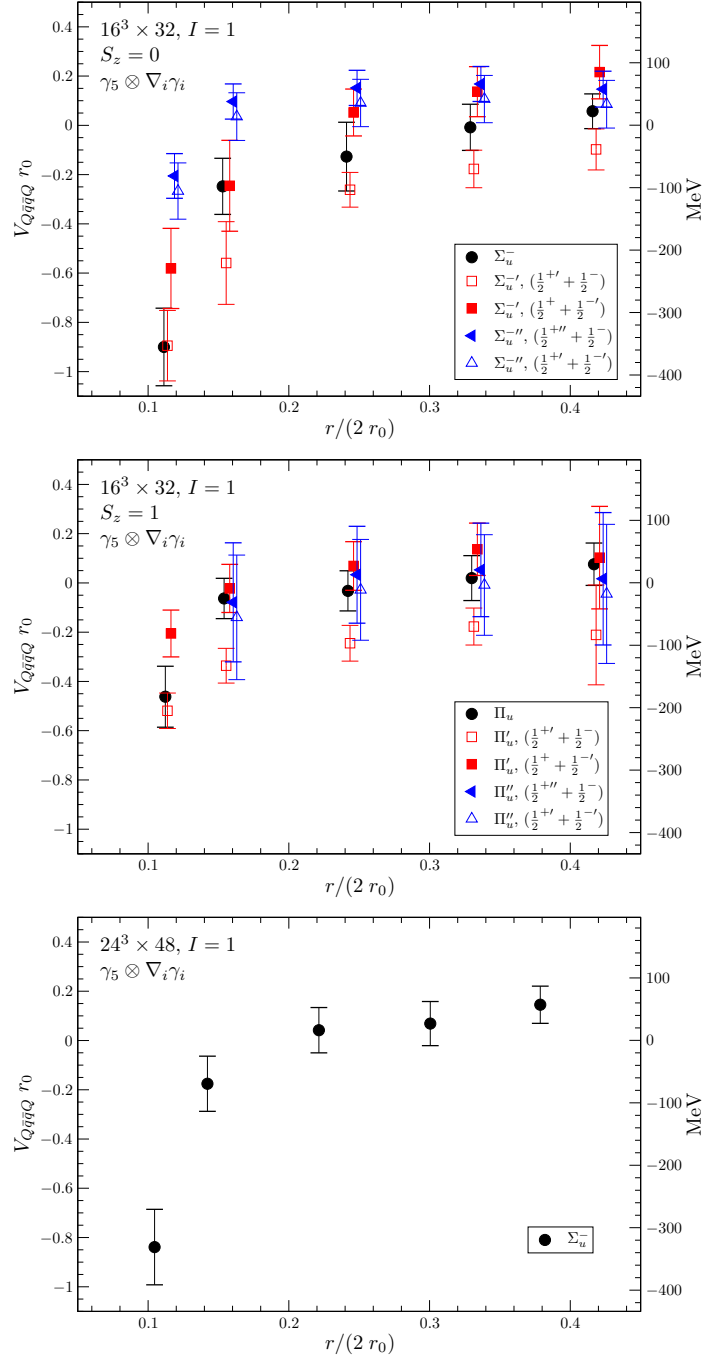 16³ × 32, I = 1
S_z = 0
γ₅ ⊗ ∇ᵢγᵢ
0.4
0.2
0
−0.2
−0.4
−0.6
−0.8
−1
V_{Qq̄q̄Q} r₀
100
0
−100
−200
−300
−400
MeV
Σ_u^−
Σ_u^{−′}, (½^{+′} + ½^−)
Σ_u^{−′}, (½^+ + ½^{−′})
Σ_u^{−′′}, (½^{+′′} + ½^−)
Σ_u^{−′′}, (½^{+′} + ½^{−′})
0.1 0.2 0.3 0.4
r/(2 r₀)
16³ × 32, I = 1
S_z = 1
γ₅ ⊗ ∇ᵢγᵢ
0.4
0.2
0
−0.2
−0.4
−0.6
−0.8
−1
V_{Qq̄q̄Q} r₀
100
0
−100
−200
−300
−400
MeV
Π_u
Π_u^′, (½^{+′} + ½^−)
Π_u^′, (½^+ + ½^{−′})
Π_u^{′′}, (½^{+′′} + ½^−)
Π_u^{′′}, (½^{+′} + ½^{−′})
0.1 0.2 0.3 0.4
r/(2 r₀)
24³ × 48, I = 1
γ₅ ⊗ ∇ᵢγᵢ
0.4
0.2
0
−0.2
−0.4
−0.6
−0.8
−1
V_{Qq̄q̄Q} r₀
100
0
−100
−200
−300
−400
MeV
Σ_u^−
0.1 0.2 0.3 0.4
r/(2 r₀)